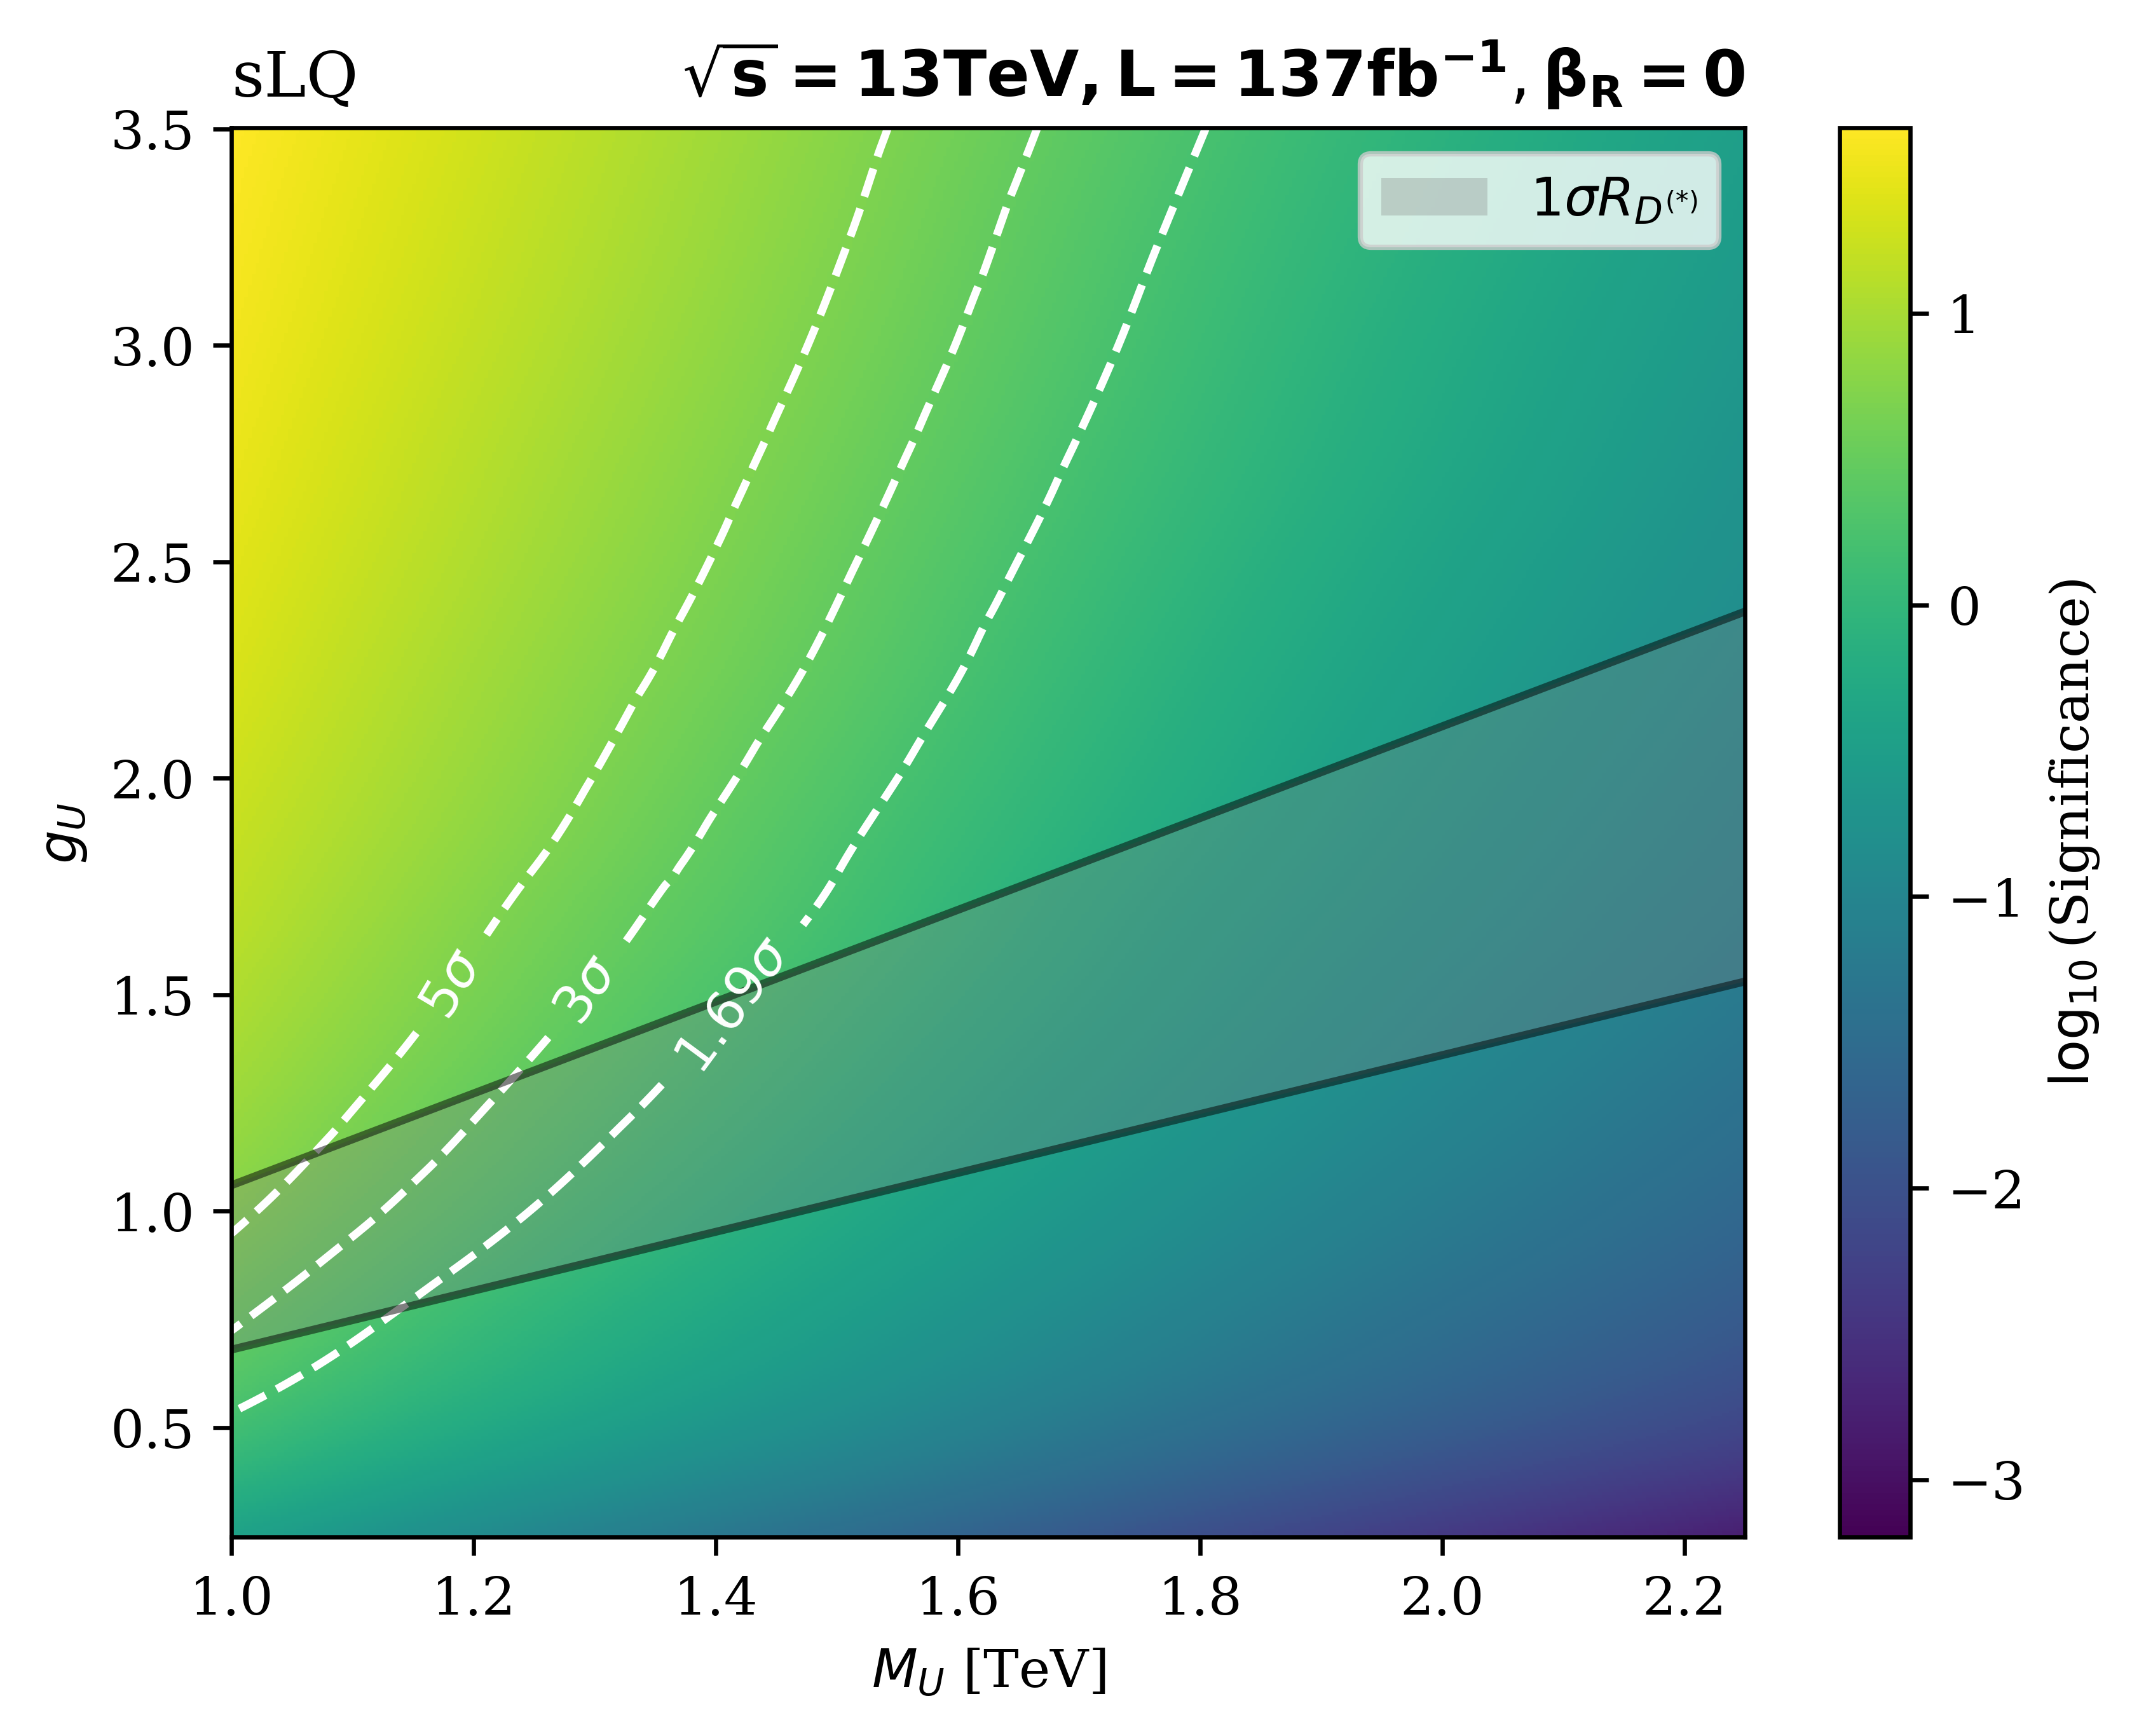 sLQ
√s = 13TeV, L = 137fb⁻¹, β_R = 0
1σR_D(*)
3.5
3.0
2.5
2.0
1.5
1.0
0.5
g_U
5σ
3σ
1.69σ
1.0
1.2
1.4
1.6
1.8
2.0
2.2
M_U [TeV]
1
0
−1
−2
−3
log₁₀(Significance)